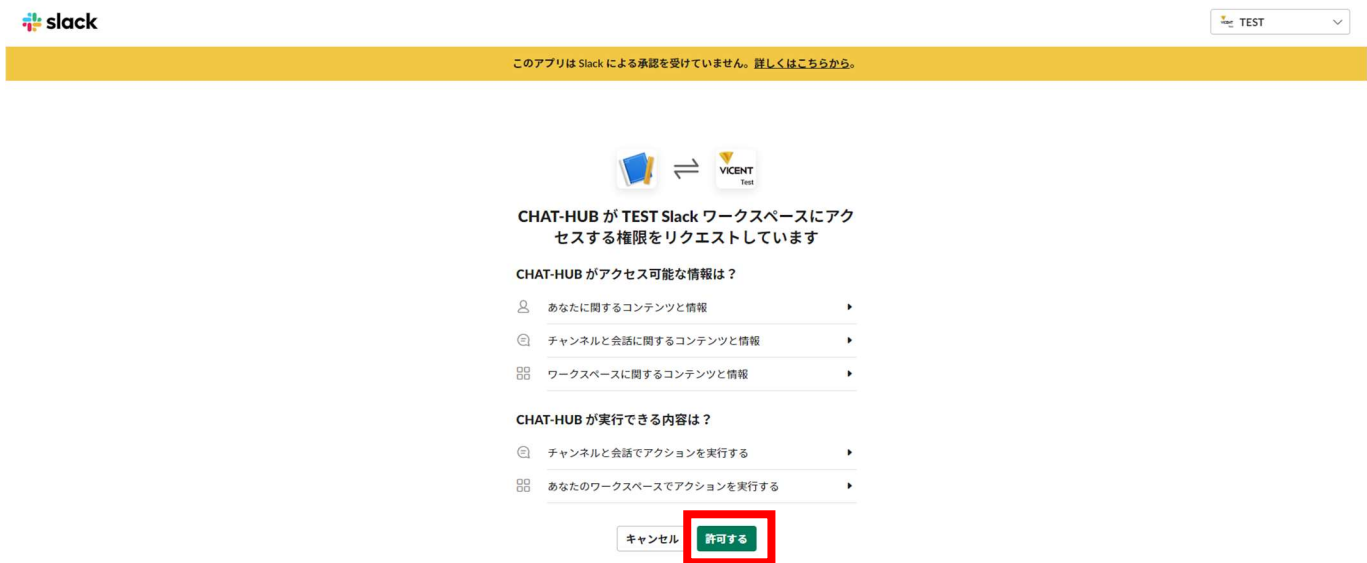 slack
TEST
このアプリは Slack による承認を受けていません。詳しくはこちらから。
VICENT
Test
CHAT-HUB が TEST Slack ワークスペースにアク
セスする権限をリクエストしています
CHAT-HUB がアクセス可能な情報は？
あなたに関するコンテンツと情報
チャンネルと会話に関するコンテンツと情報
ワークスペースに関するコンテンツと情報
CHAT-HUB が実行できる内容は？
チャンネルと会話でアクションを実行する
あなたのワークスペースでアクションを実行する
キャンセル 許可する